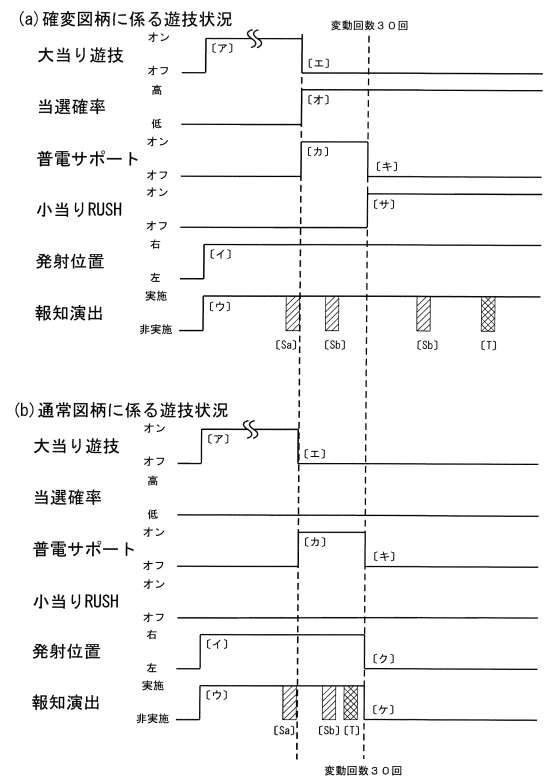 (a)確変図柄に係る遊技状況
変動回数30回
大当り遊技
オン
オフ
〔ア〕
〔エ〕
当選確率
高
低
〔オ〕
普電サポート
オン
オフ
〔カ〕
〔キ〕
小当りRUSH
オン
オフ
〔サ〕
発射位置
右
左
〔イ〕
報知演出
実施
非実施
〔ウ〕
〔Sa〕
〔Sb〕
〔Sb〕
〔T〕
(b)通常図柄に係る遊技状況
大当り遊技
オン
オフ
〔ア〕
〔エ〕
当選確率
高
低
普電サポート
オン
オフ
〔カ〕
〔キ〕
小当りRUSH
オン
オフ
発射位置
右
左
〔イ〕
〔ク〕
報知演出
実施
非実施
〔ウ〕
〔ケ〕
〔Sa〕
〔Sb〕
〔T〕
変動回数30回